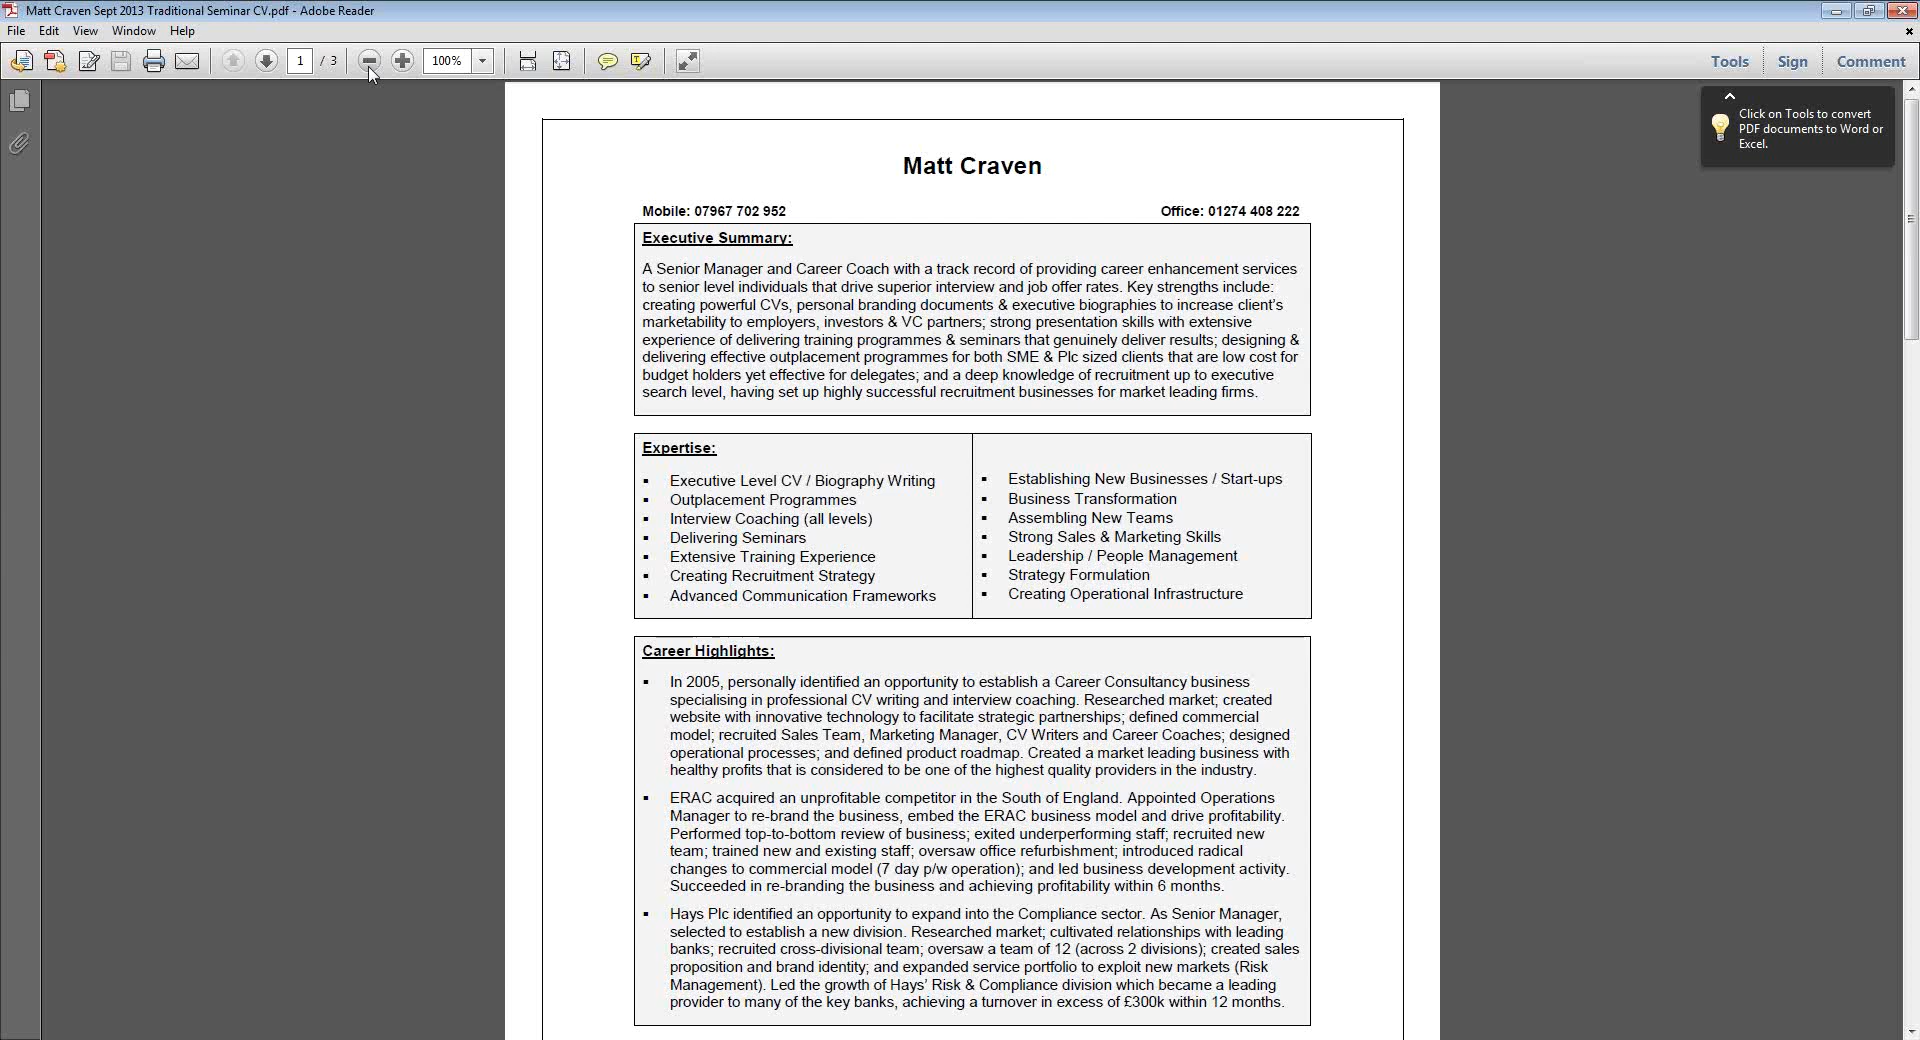 Matt Craven Sept 2013 Traditional Seminar CV.pdf - Adobe Reader
File Edit View Window Help
1 / 3 100% Tools Sign Comment
Click on Tools to convert
PDF documents to Word or
Excel.
Matt Craven
Mobile: 07967 702 952 Office: 01274 408 222
Executive Summary:
A Senior Manager and Career Coach with a track record of providing career enhancement services
to senior level individuals that drive superior interview and job offer rates. Key strengths include:
creating powerful CVs, personal branding documents & executive biographies to increase client's
marketability to employers, investors & VC partners; strong presentation skills with extensive
experience of delivering training programmes & seminars that genuinely deliver results; designing &
delivering effective outplacement programmes for both SME & Plc sized clients that are low cost for
budget holders yet effective for delegates; and a deep knowledge of recruitment up to executive
search level, having set up highly successful recruitment businesses for market leading firms.
Expertise:
▪ Executive Level CV / Biography Writing
▪ Outplacement Programmes
▪ Interview Coaching (all levels)
▪ Delivering Seminars
▪ Extensive Training Experience
▪ Creating Recruitment Strategy
▪ Advanced Communication Frameworks
▪ Establishing New Businesses / Start-ups
▪ Business Transformation
▪ Assembling New Teams
▪ Strong Sales & Marketing Skills
▪ Leadership / People Management
▪ Strategy Formulation
▪ Creating Operational Infrastructure
Career Highlights:
▪ In 2005, personally identified an opportunity to establish a Career Consultancy business
specialising in professional CV writing and interview coaching. Researched market; created
website with innovative technology to facilitate strategic partnerships; defined commercial
model; recruited Sales Team, Marketing Manager, CV Writers and Career Coaches; designed
operational processes; and defined product roadmap. Created a market leading business with
healthy profits that is considered to be one of the highest quality providers in the industry.
▪ ERAC acquired an unprofitable competitor in the South of England. Appointed Operations
Manager to re-brand the business, embed the ERAC business model and drive profitability.
Performed top-to-bottom review of business; exited underperforming staff; recruited new
team; trained new and existing staff; oversaw office refurbishment; introduced radical
changes to commercial model (7 day p/w operation); and led business development activity.
Succeeded in re-branding the business and achieving profitability within 6 months.
▪ Hays Plc identified an opportunity to expand into the Compliance sector. As Senior Manager,
selected to establish a new division. Researched market; cultivated relationships with leading
banks; recruited cross-divisional team; oversaw a team of 12 (across 2 divisions); created sales
proposition and brand identity; and expanded service portfolio to exploit new markets (Risk
Management). Led the growth of Hays' Risk & Compliance division which became a leading
provider to many of the key banks, achieving a turnover in excess of £300k within 12 months.